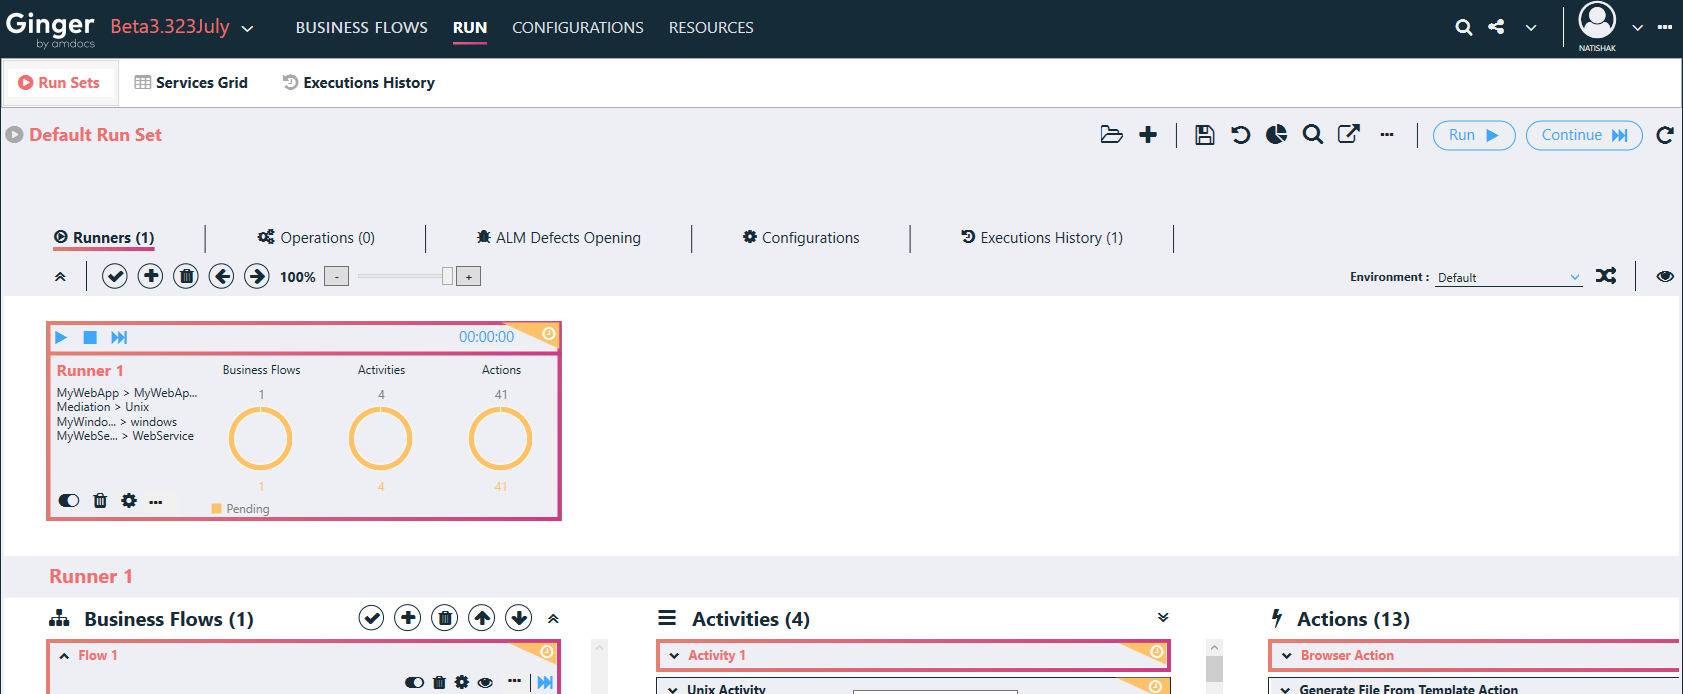 Ginger
by amdocs
Beta3.323July
BUSINESS FLOWS
RUN
CONFIGURATIONS
RESOURCES
NATISHAK
Run Sets
Services Grid
Executions History
Default Run Set
Run
Continue
Runners (1)
Operations (0)
ALM Defects Opening
Configurations
Executions History (1)
100%
-
+
Environment :
Default
00:00:00
Runner 1
MyWebApp > MyWebAp...
Mediation > Unix
MyWindo... > windows
MyWebSe... > WebService
Business Flows
Activities
Actions
1
4
41
1
4
41
Pending
Runner 1
Business Flows (1)
Activities (4)
Actions (13)
Flow 1
Activity 1
Browser Action
Unix Activity
Generate File From Template Action